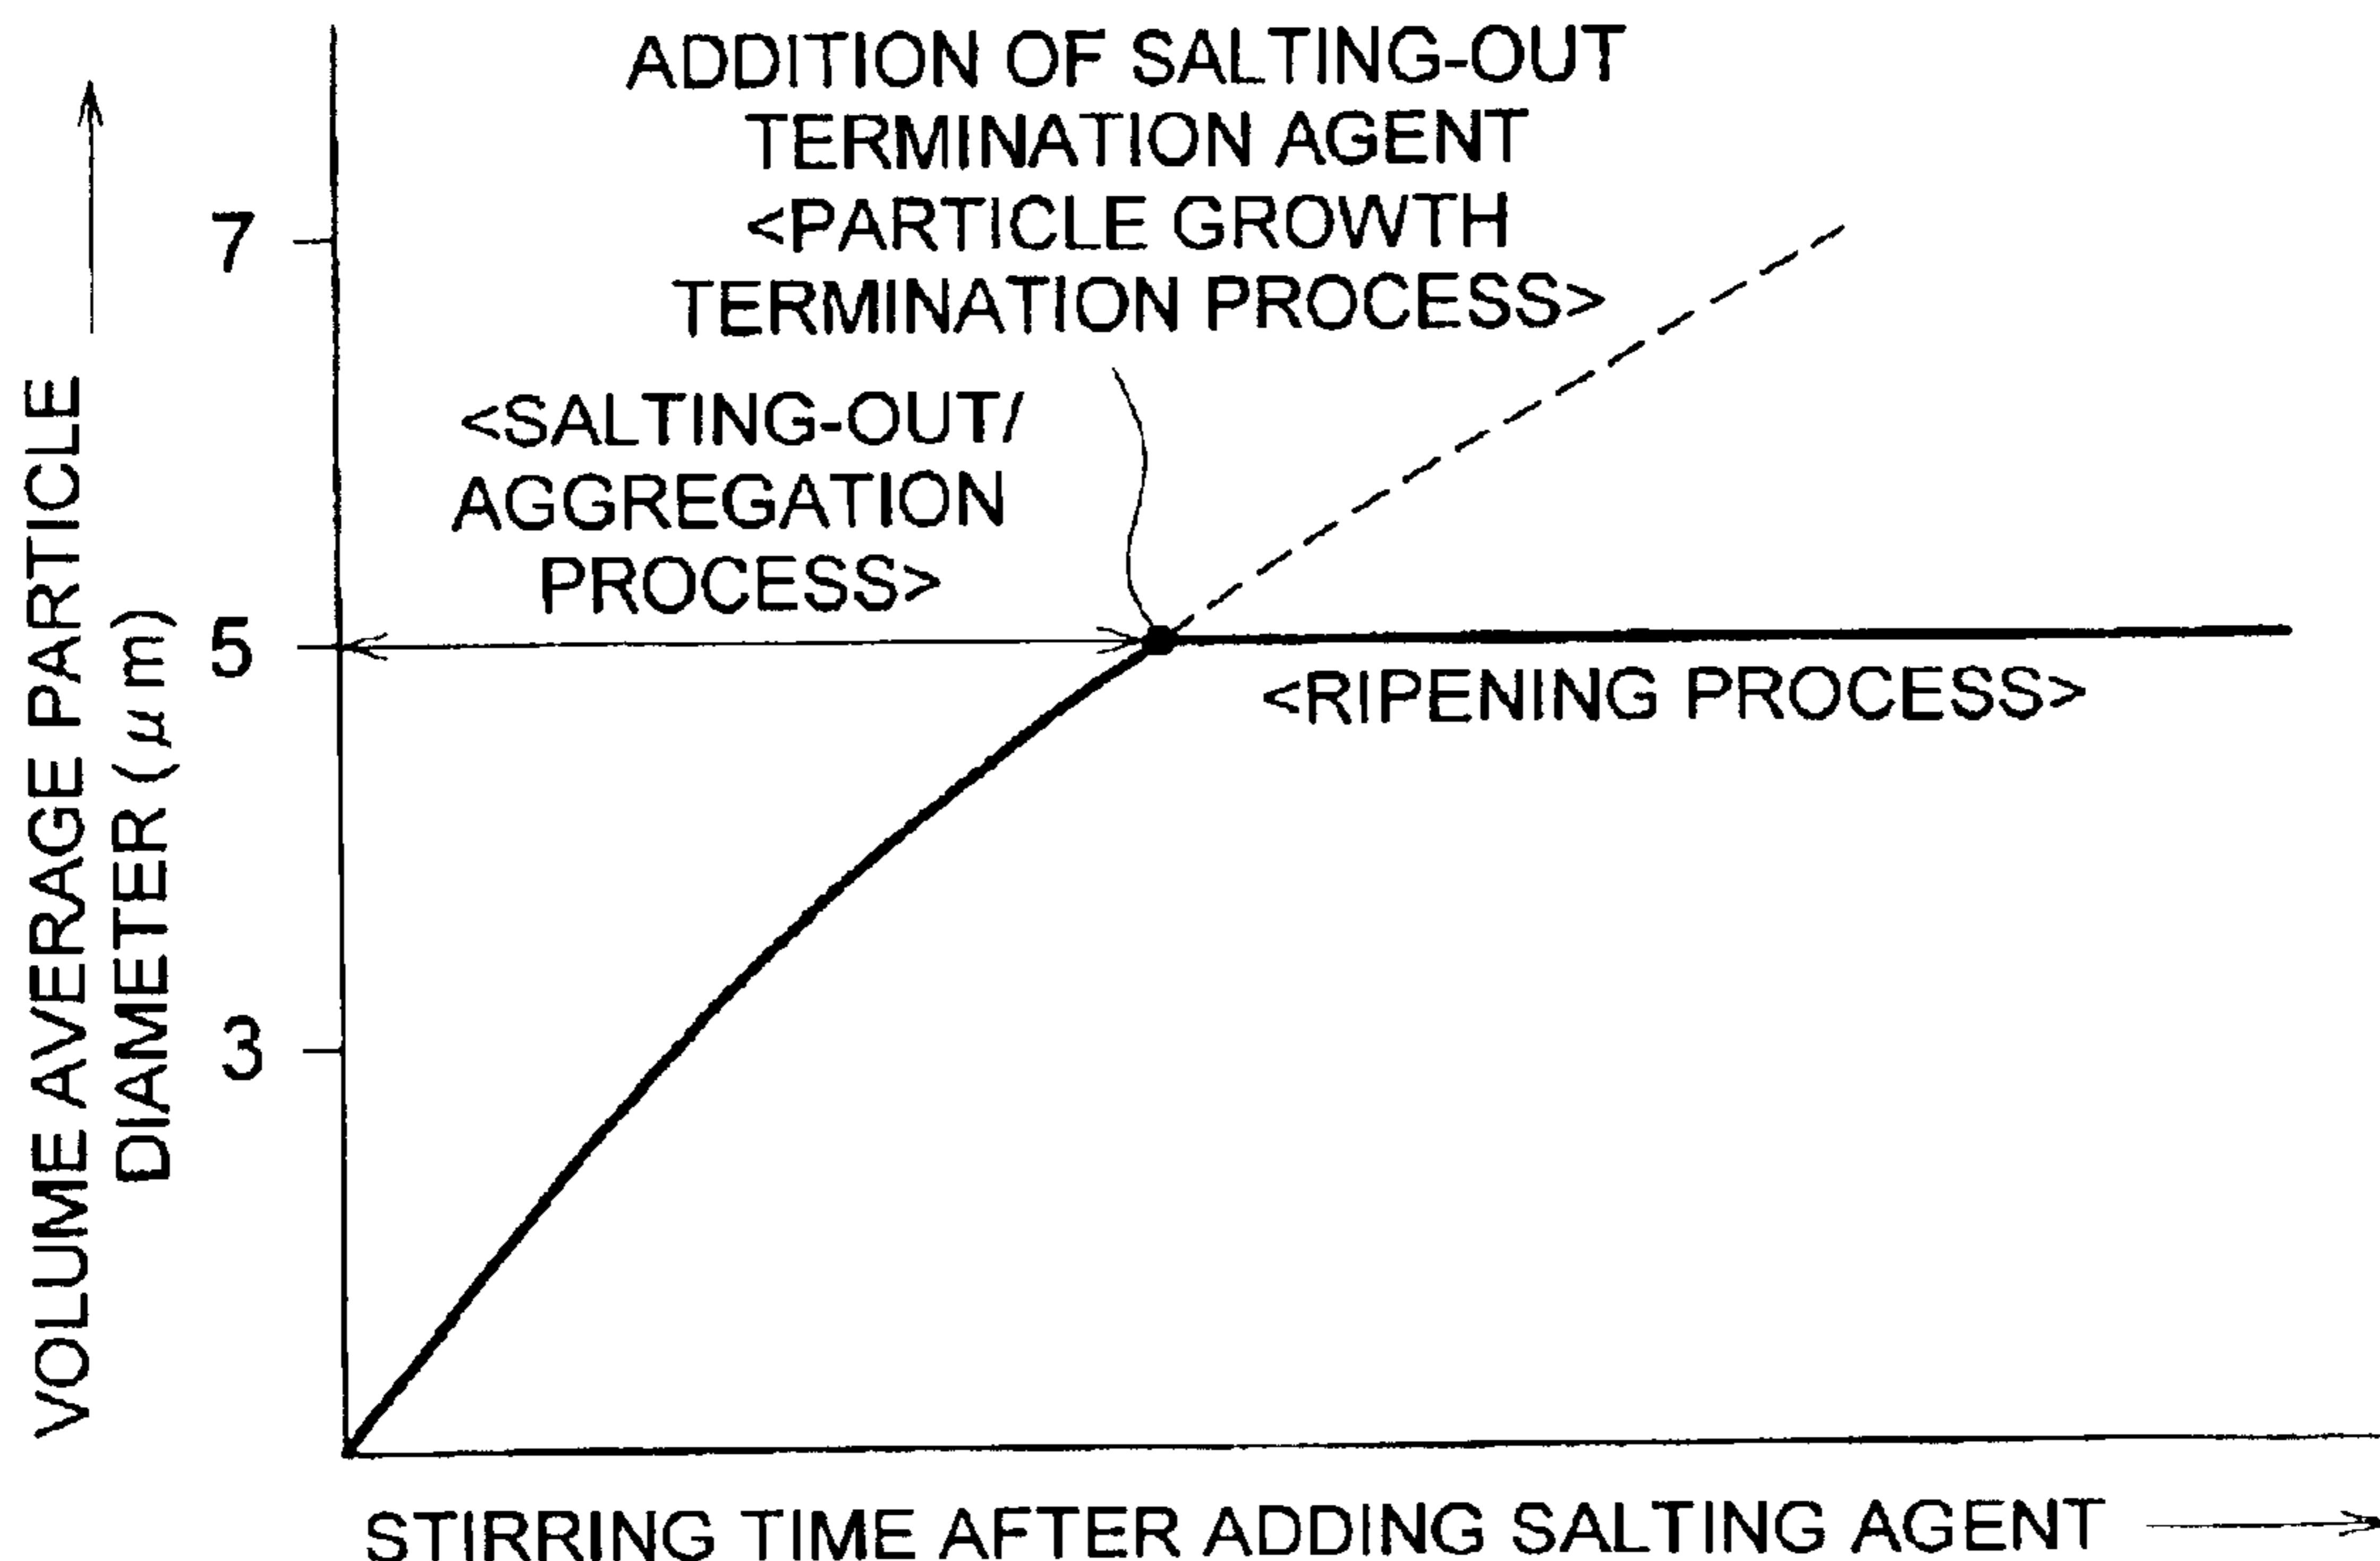 ADDITION OF SALTING-OUT
TERMINATION AGENT
<PARTICLE GROWTH
TERMINATION PROCESS>
<SALTING-OUT/
AGGREGATION
PROCESS>
<RIPENING PROCESS>
7
5
3
VOLUME AVERAGE PARTICLE
DIAMETER (μm)
STIRRING TIME AFTER ADDING SALTING AGENT